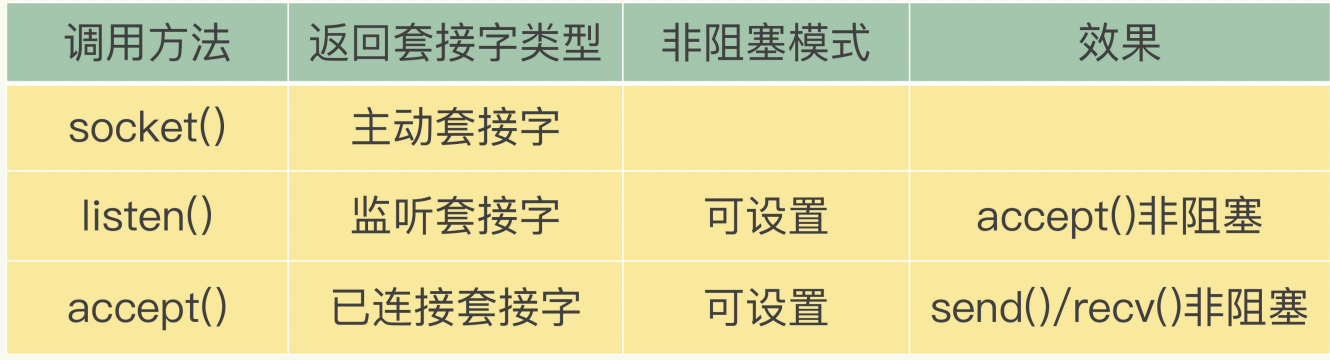 调用方法 返回套接字类型 非阻塞模式 效果
socket() 主动套接字
listen() 监听套接字 可设置 accept()非阻塞
accept() 已连接套接字 可设置 send()/recv()非阻塞